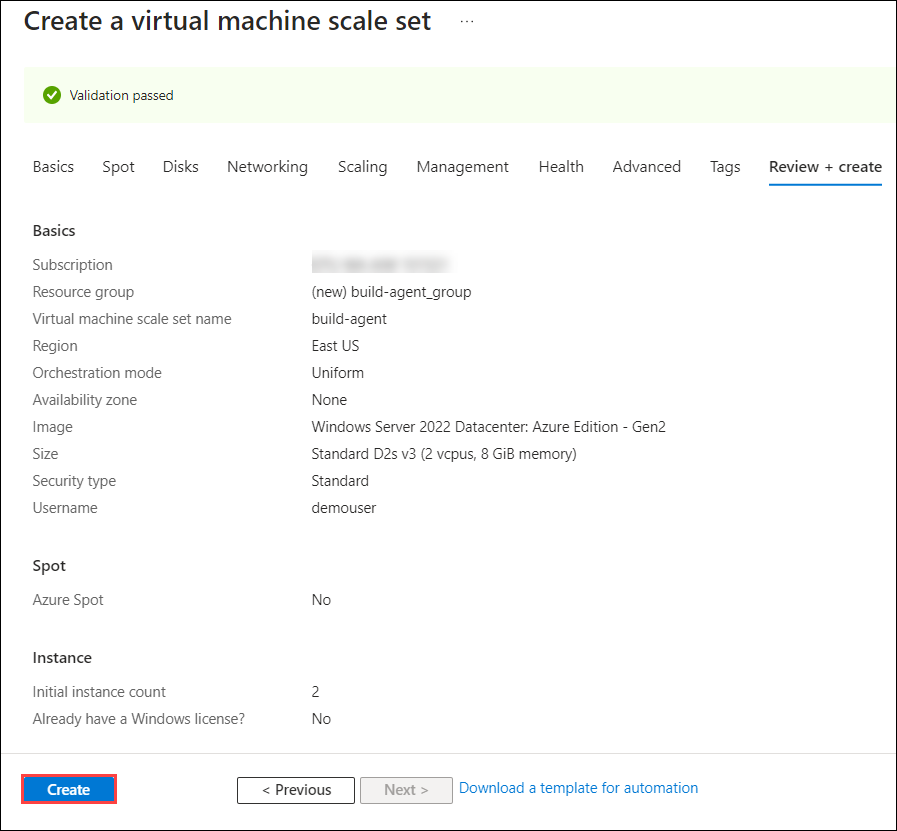 Create a virtual machine scale set ...
Validation passed
Basics Spot Disks Networking Scaling Management Health Advanced Tags Review + create
Basics
Subscription
Resource group (new) build-agent_group
Virtual machine scale set name build-agent
Region East US
Orchestration mode Uniform
Availability zone None
Image Windows Server 2022 Datacenter: Azure Edition - Gen2
Size Standard D2s v3 (2 vcpus, 8 GiB memory)
Security type Standard
Username demouser
Spot
Azure Spot No
Instance
Initial instance count 2
Already have a Windows license? No
Create < Previous Next > Download a template for automation